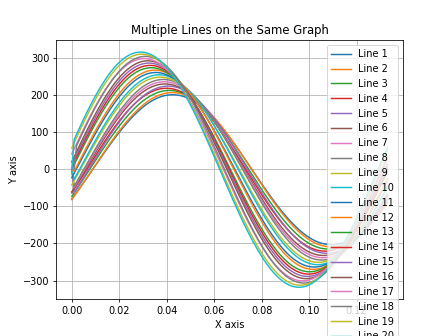 Multiple Lines on the Same Graph
Y axis
300
200
100
0
−100
−200
−300
0.00
0.02
0.04
0.06
0.08
0.10
X axis
Line 1
Line 2
Line 3
Line 4
Line 5
Line 6
Line 7
Line 8
Line 9
Line 10
Line 11
Line 12
Line 13
Line 14
Line 15
Line 16
Line 17
Line 18
Line 19